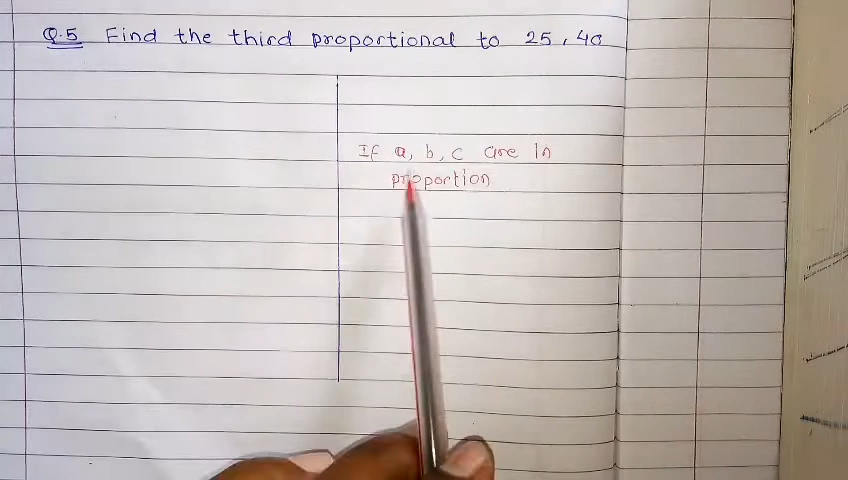 Q.5 Find the third proportional to 25, 40
If a, b, c are in
proportion